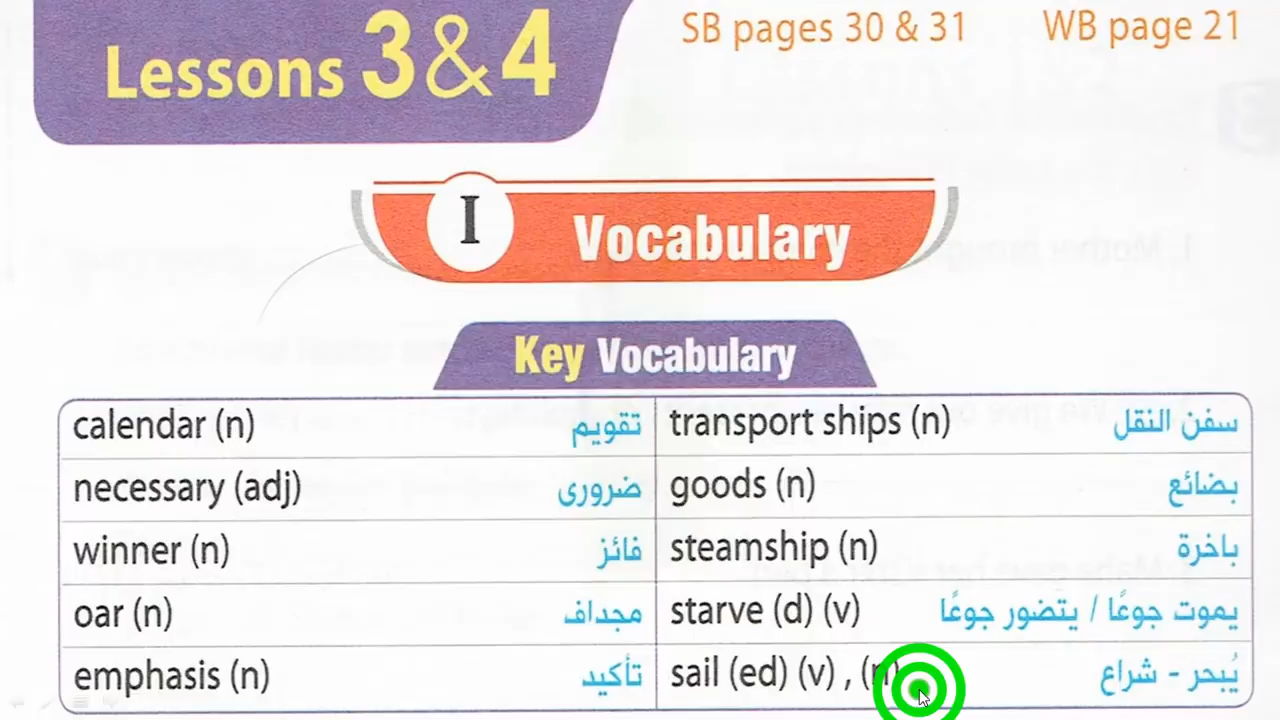 Lessons 3&4
SB pages 30 & 31 WB page 21
I Vocabulary
Key Vocabulary
calendar (n) تقويم
transport ships (n) سفن النقل
necessary (adj) ضرورى
goods (n) بضائع
winner (n) فائز
steamship (n) باخرة
oar (n) مجداف
starve (d) (v) يموت جوعًا / يتضور جوعًا
emphasis (n) تأكيد
sail (ed) (v) , (n) يُبحر - شراع